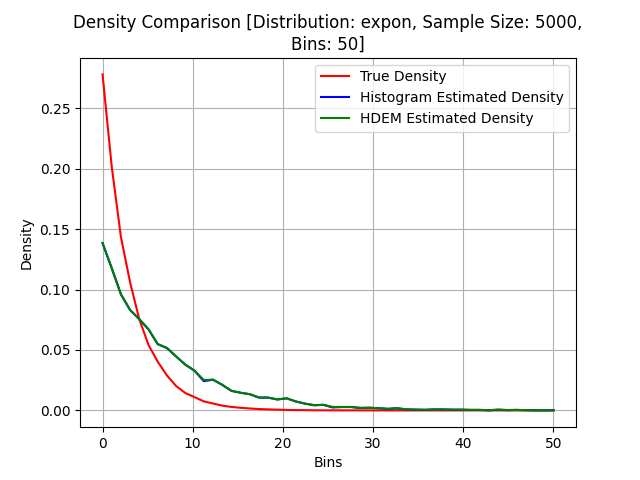 Density Comparison [Distribution: expon, Sample Size: 5000,
Bins: 50]
True Density
Histogram Estimated Density
HDEM Estimated Density
Density
0.25
0.20
0.15
0.10
0.05
0.00
0 10 20 30 40 50
Bins